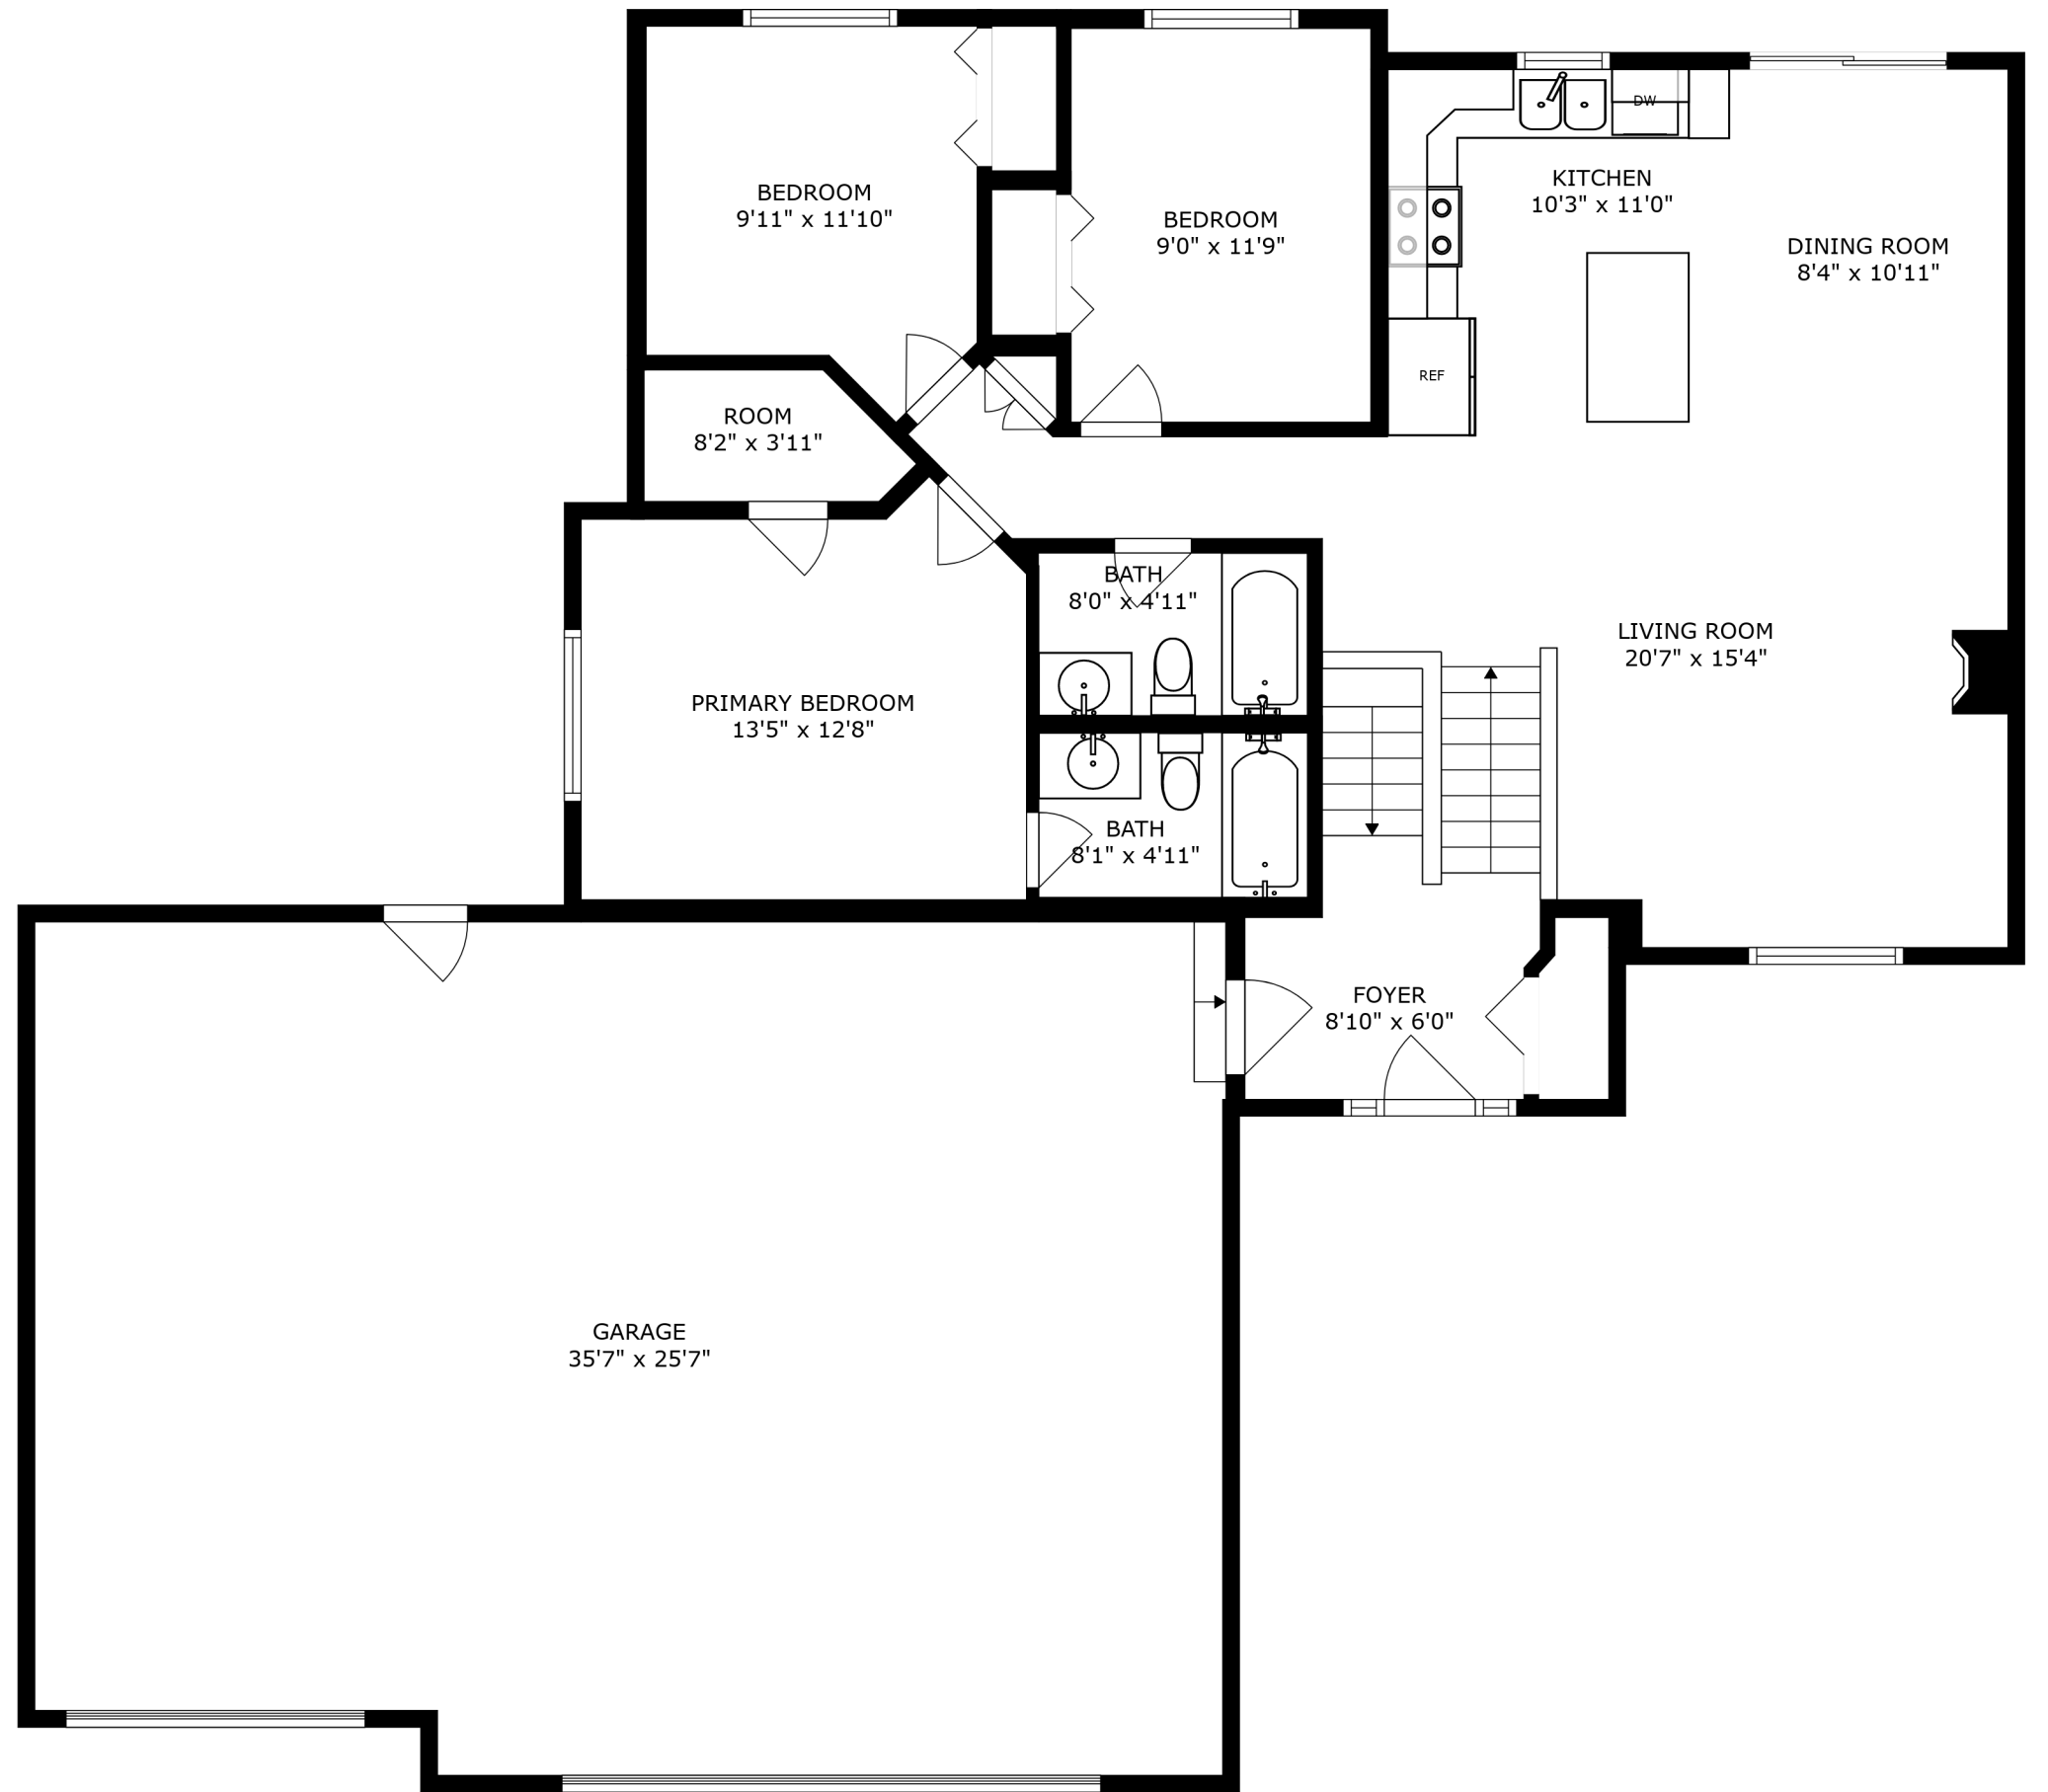 DW
KITCHEN
10'3" x 11'0"
BEDROOM
9'11" x 11'10"
BEDROOM
9'0" x 11'9"
DINING ROOM
8'4" x 10'11"
REF
ROOM
8'2" x 3'11"
BATH
8'0" x 4'11"
LIVING ROOM
20'7" x 15'4"
PRIMARY BEDROOM
13'5" x 12'8"
BATH
8'1" x 4'11"
FOYER
8'10" x 6'0"
GARAGE
35'7" x 25'7"